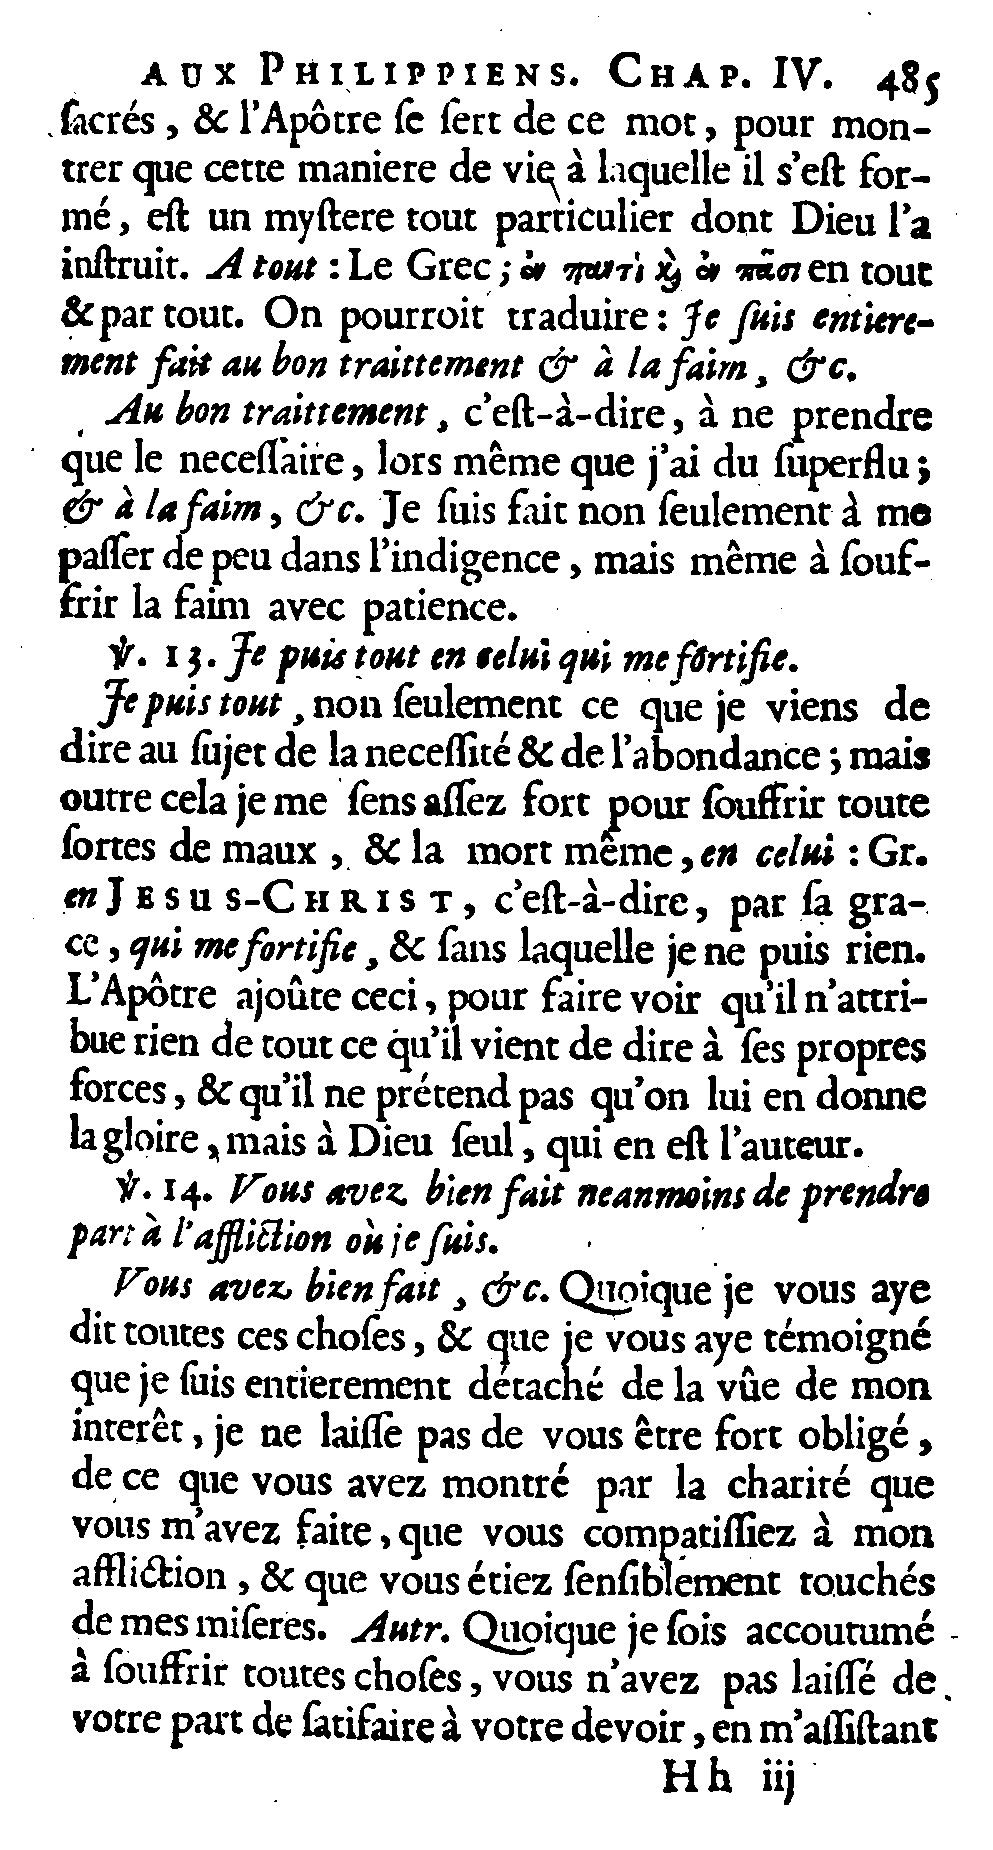 AUX PHILIPPIENS. CHAP. IV. 485
ſacrés, & l'Apôtre ſe ſert de ce mot, pour mon-
trer que cette maniere de vie à laquelle il s'eſt for-
mé, eſt un myſtere tout particulier dont Dieu l'a
inſtruit. A tout : Le Grec ; ἐν παντὶ καὶ ἐν πᾶσι en tout
& par tout. On pourroit traduire : Je ſuis entiere-
ment fait au bon traittement & à la faim, &c.
Au bon traittement, c'eſt-à-dire, à ne prendre
que le neceſſaire, lors même que j'ai du ſuperflu ;
& à la faim, &c. Je ſuis fait non ſeulement à me
paſſer de peu dans l'indigence, mais même à ſouf-
frir la faim avec patience.
℣. 13. Je puis tout en celui qui me fortifie.
Je puis tout, non ſeulement ce que je viens de
dire au ſujet de la neceſſité & de l'abondance ; mais
outre cela je me ſens aſſez fort pour ſouffrir toute
ſortes de maux, & la mort même, en celui : Gr.
en JESUS-CHRIST, c'eſt-à-dire, par ſa gra-
ce, qui me fortifie, & ſans laquelle je ne puis rien.
L'Apôtre ajoûte ceci, pour faire voir qu'il n'attri-
bue rien de tout ce qu'il vient de dire à ſes propres
forces, & qu'il ne prétend pas qu'on lui en donne
la gloire, mais à Dieu ſeul, qui en eſt l'auteur.
℣. 14. Vous avez bien fait neanmoins de prendre
part à l'affliction où je ſuis.
Vous avez bien fait, &c. Quoique je vous aye
dit toutes ces choſes, & que je vous aye témoigné
que je ſuis entierement détaché de la vûe de mon
interêt, je ne laiſſe pas de vous être fort obligé,
de ce que vous avez montré par la charité que
vous m'avez faite, que vous compatiſſiez à mon
affliction, & que vous étiez ſenſiblement touchés
de mes miſeres. Autr. Quoique je ſois accoutumé
à ſouffrir toutes choſes, vous n'avez pas laiſſé de
votre part de ſatifaire à votre devoir, en m'aſſiſtant
Hh iij